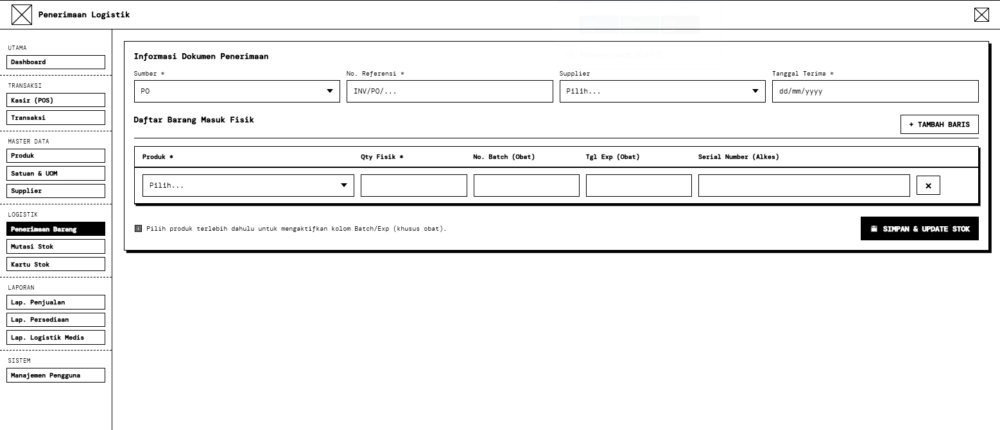 Penerimaan Logistik
UTAMA
Dashboard
TRANSAKSI
Kasir (POS)
Transaksi
MASTER DATA
Produk
Satuan & UOM
Supplier
LOGISTIK
Penerimaan Barang
Mutasi Stok
Kartu Stok
LAPORAN
Lap. Penjualan
Lap. Persediaan
Lap. Logistik Medis
SISTEM
Manajemen Pengguna
Informasi Dokumen Penerimaan
Sumber * No. Referensi * Supplier Tanggal Terima *
PO INV/PO/... Pilih... dd/mm/yyyy
Daftar Barang Masuk Fisik
+ TAMBAH BARIS
Produk * Qty Fisik * No. Batch (Obat) Tgl Exp (Obat) Serial Number (Alkes)
Pilih... ✕
Pilih produk terlebih dahulu untuk mengaktifkan kolom Batch/Exp (khusus obat).
SIMPAN & UPDATE STOK